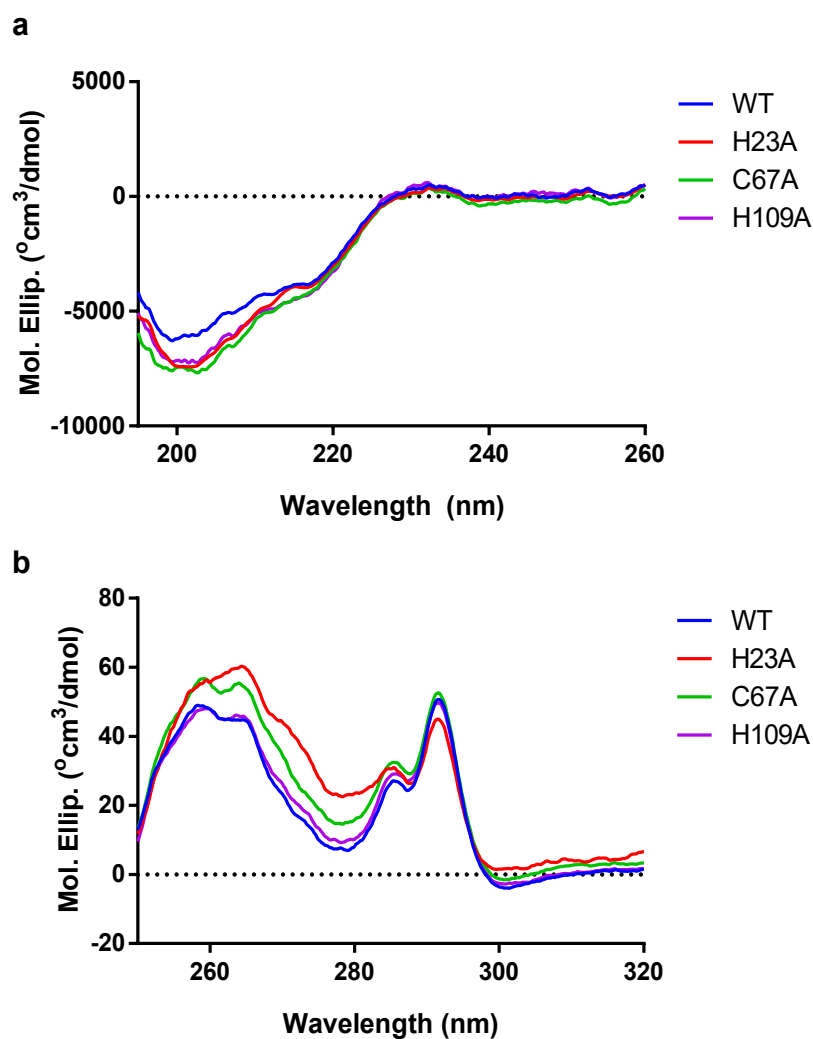 a
Mol. Ellip. (°cm³/dmol)
5000
0
-5000
-10000
200
220
240
260
Wavelength (nm)
WT
H23A
C67A
H109A
b
Mol. Ellip. (°cm³/dmol)
80
60
40
20
0
-20
260
280
300
320
Wavelength (nm)
WT
H23A
C67A
H109A